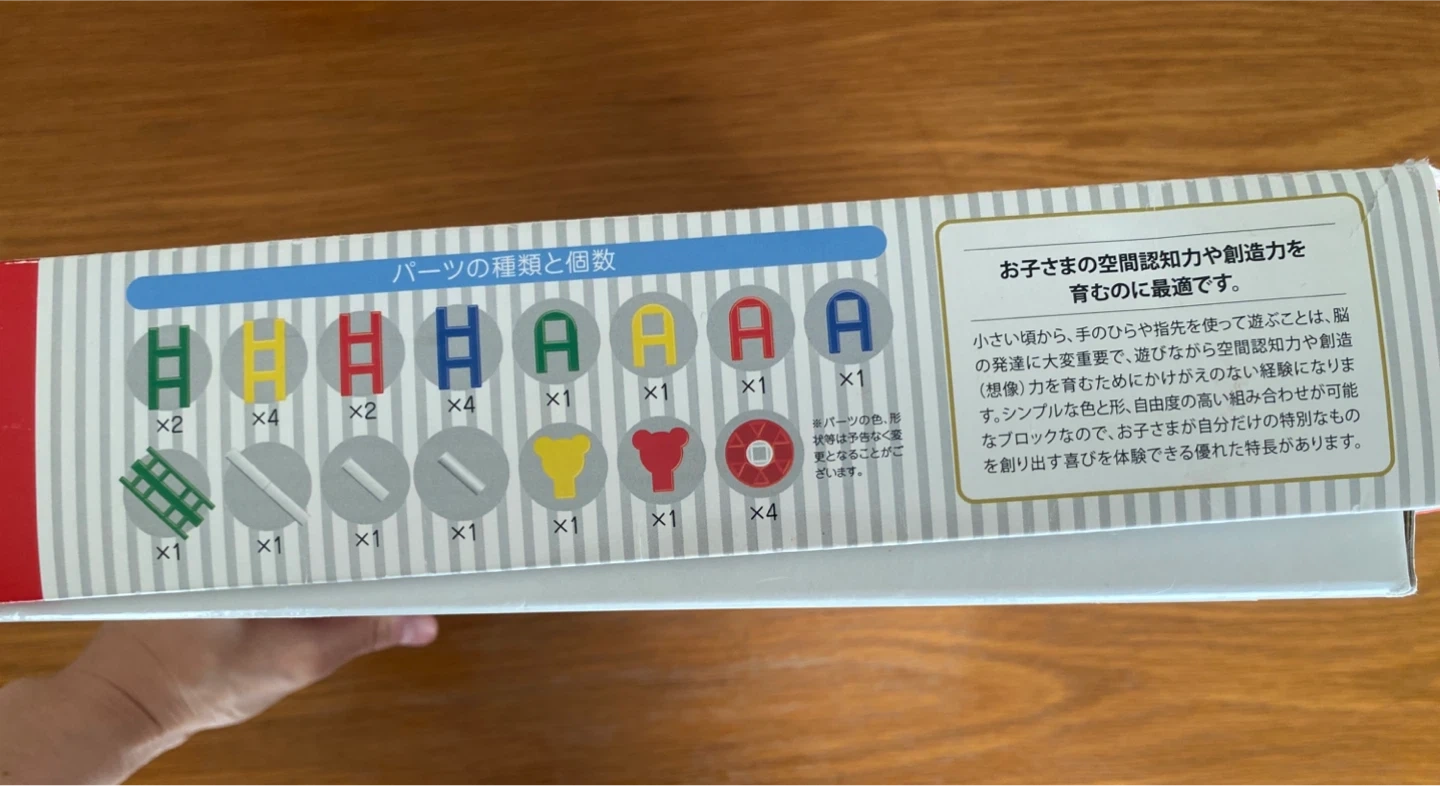 パーツの種類と個数
×2 ×4 ×2 ×4 ×1 ×1 ×1 ×1
×1 ×1 ×1 ×1 ×1 ×1 ×4
※パーツの色、形
状等は予告なく変
更となることがご
ざいます。
お子さまの空間認知力や創造力を
育むのに最適です。
小さい頃から、手のひらや指先を使って遊ぶことは、脳
の発達に大変重要で、遊びながら空間認知力や創造
(想像)力を育むためにかけがえのない経験になりま
す。シンプルな色と形、自由度の高い組み合わせが可能
なブロックなので、お子さまが自分だけの特別なもの
を創り出す喜びを体験できる優れた特長があります。